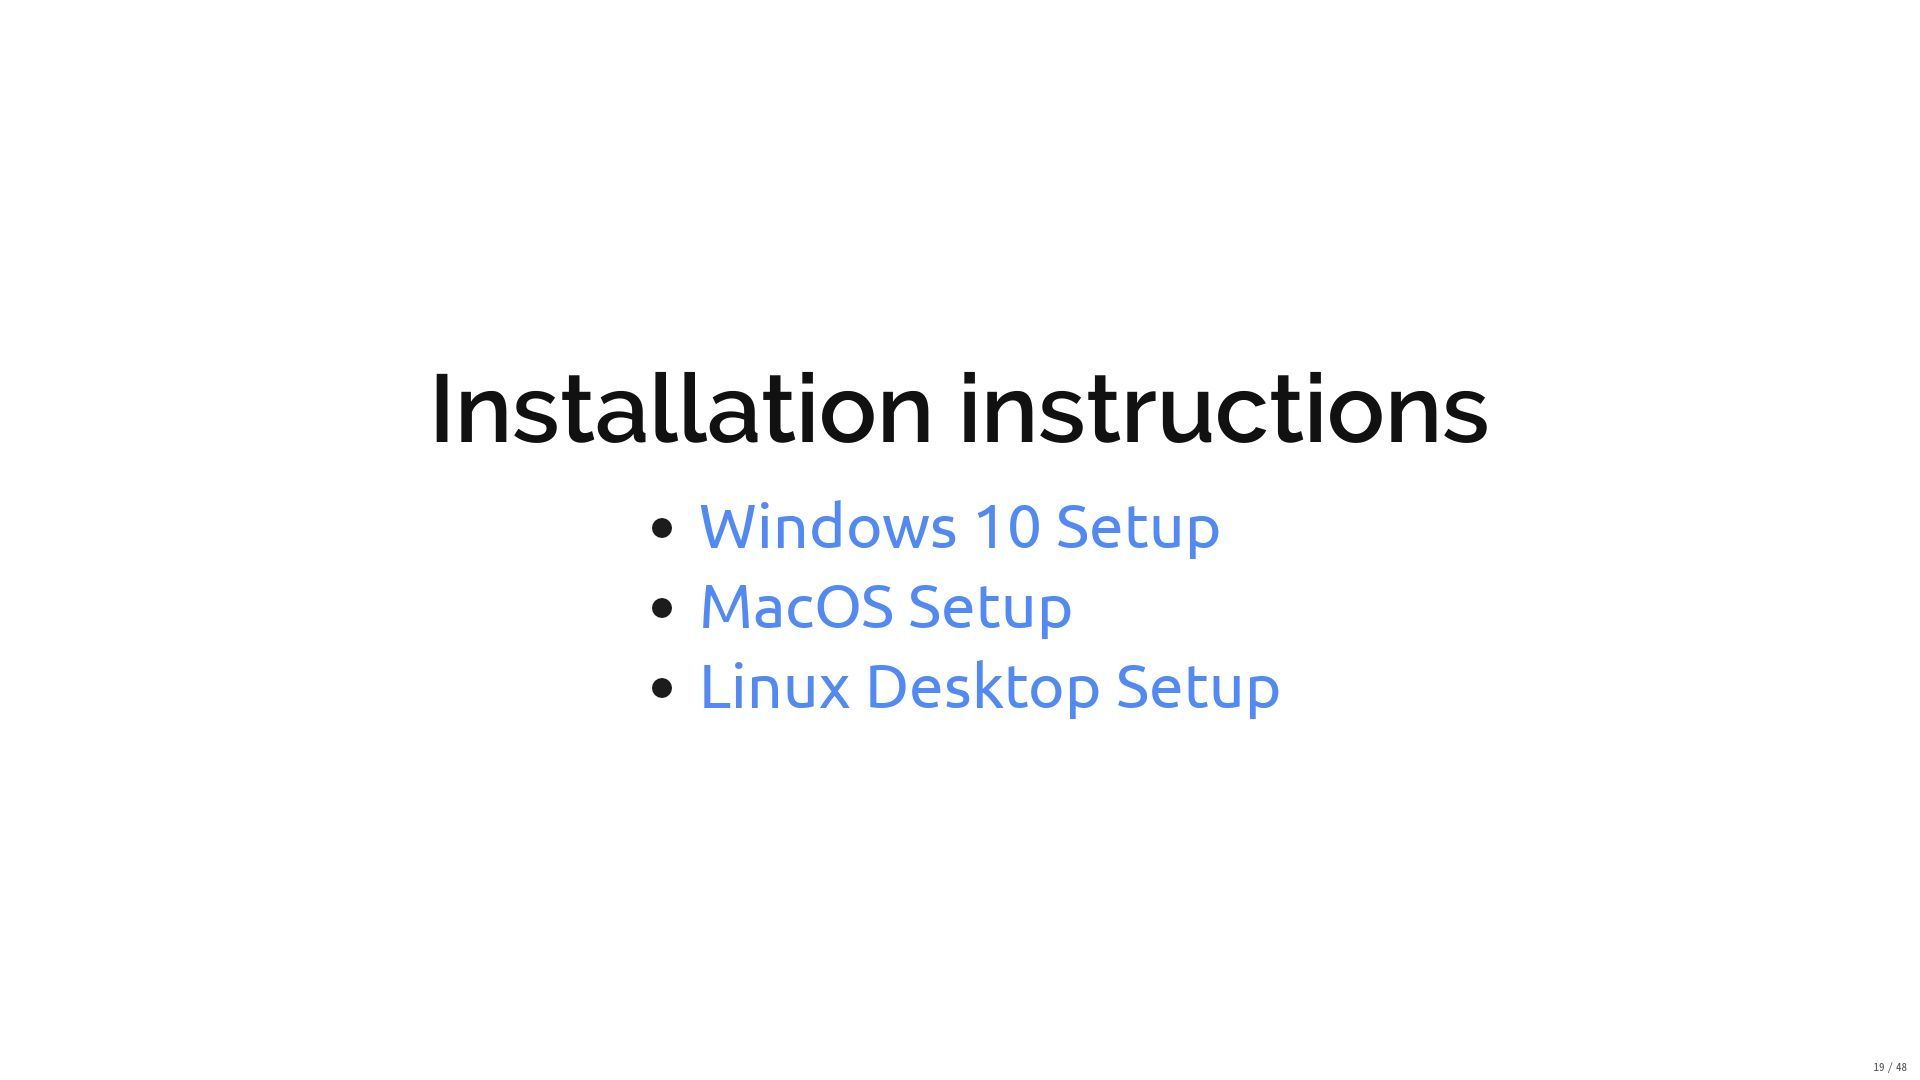 Installation instructions
Windows 10 Setup
MacOS Setup
Linux Desktop Setup
19 / 48